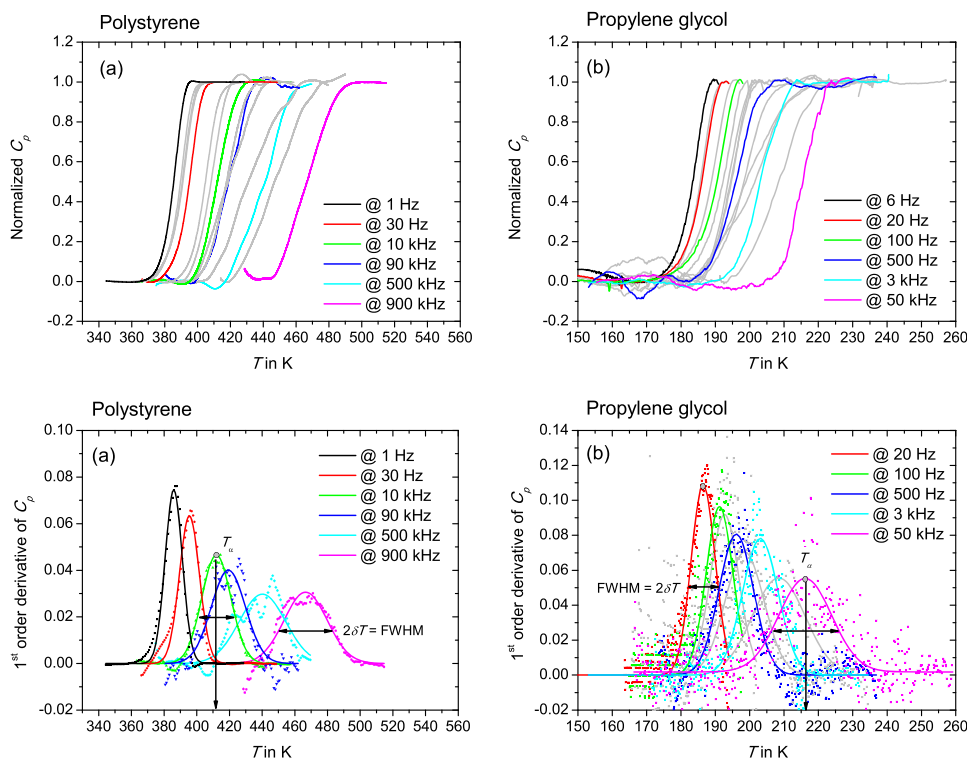 Polystyrene
(a)
Normalized Cp
1.2
1.0
0.8
0.6
0.4
0.2
0.0
-0.2
@ 1 Hz
@ 30 Hz
@ 10 kHz
@ 90 kHz
@ 500 kHz
@ 900 kHz
340 360 380 400 420 440 460 480 500 520 540 560
T in K
Propylene glycol
(b)
Normalized Cp
1.2
1.0
0.8
0.6
0.4
0.2
0.0
-0.2
@ 6 Hz
@ 20 Hz
@ 100 Hz
@ 500 Hz
@ 3 kHz
@ 50 kHz
150 160 170 180 190 200 210 220 230 240 250 260
T in K
Polystyrene
(a)
1st order derivative of Cp
0.10
0.08
0.06
0.04
0.02
0.00
-0.02
@ 1 Hz
@ 30 Hz
@ 10 kHz
@ 90 kHz
@ 500 kHz
@ 900 kHz
Tα
2δT = FWHM
340 360 380 400 420 440 460 480 500 520 540 560
T in K
Propylene glycol
(b)
1st order derivative of Cp
0.14
0.12
0.10
0.08
0.06
0.04
0.02
0.00
-0.02
@ 20 Hz
@ 100 Hz
@ 500 Hz
@ 3 kHz
@ 50 kHz
Tα
FWHM = 2δT
150 160 170 180 190 200 210 220 230 240 250 260
T in K